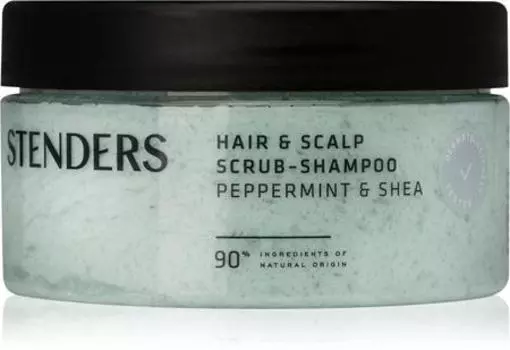 STENDERS
HAIR & SCALP
SCRUB-SHAMPOO
PEPPERMINT & SHEA
90% INGREDIENTS OF
NATURAL ORIGIN